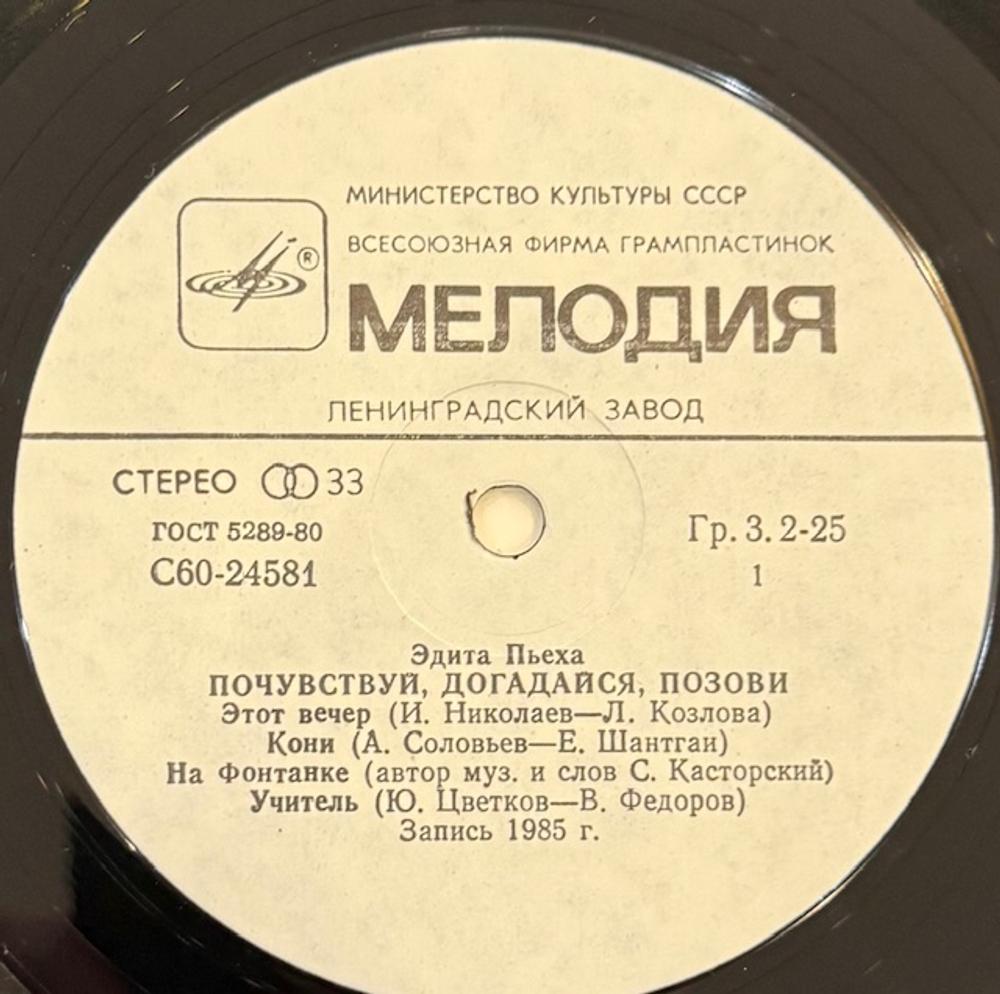 МИНИСТЕРСТВО КУЛЬТУРЫ СССР
ВСЕСОЮЗНАЯ ФИРМА ГРАМПЛАСТИНОК
®
МЕЛОДИЯ
ЛЕНИНГРАДСКИЙ ЗАВОД
СТЕРЕО 33
ГОСТ 5289-80
С60-24581
Гр. 3. 2-25
1
Эдита Пьеха
ПОЧУВСТВУЙ, ДОГАДАЙСЯ, ПОЗОВИ
Этот вечер (И. Николаев—Л. Козлова)
Кони (А. Соловьев—Е. Шантгаи)
На Фонтанке (автор муз. и слов С. Касторский)
Учитель (Ю. Цветков—В. Федоров)
Запись 1985 г.